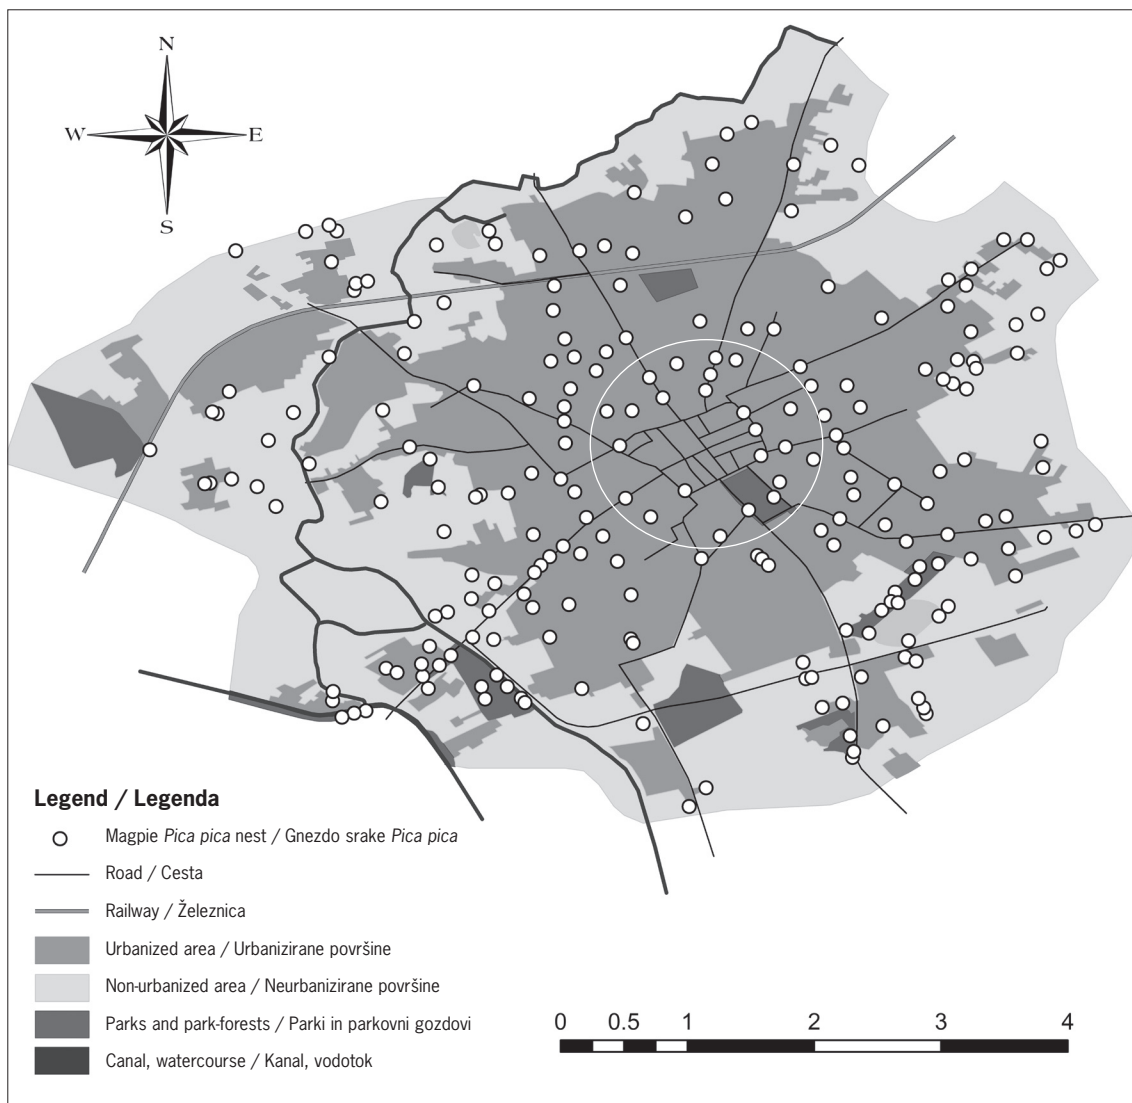 N
W E
S
Legend / Legenda
Magpie Pica pica nest / Gnezdo srake Pica pica
Road / Cesta
Railway / Železnica
Urbanized area / Urbanizirane površine
Non-urbanized area / Neurbanizirane površine
Parks and park-forests / Parki in parkovni gozdovi
Canal, watercourse / Kanal, vodotok
0 0.5 1 2 3 4